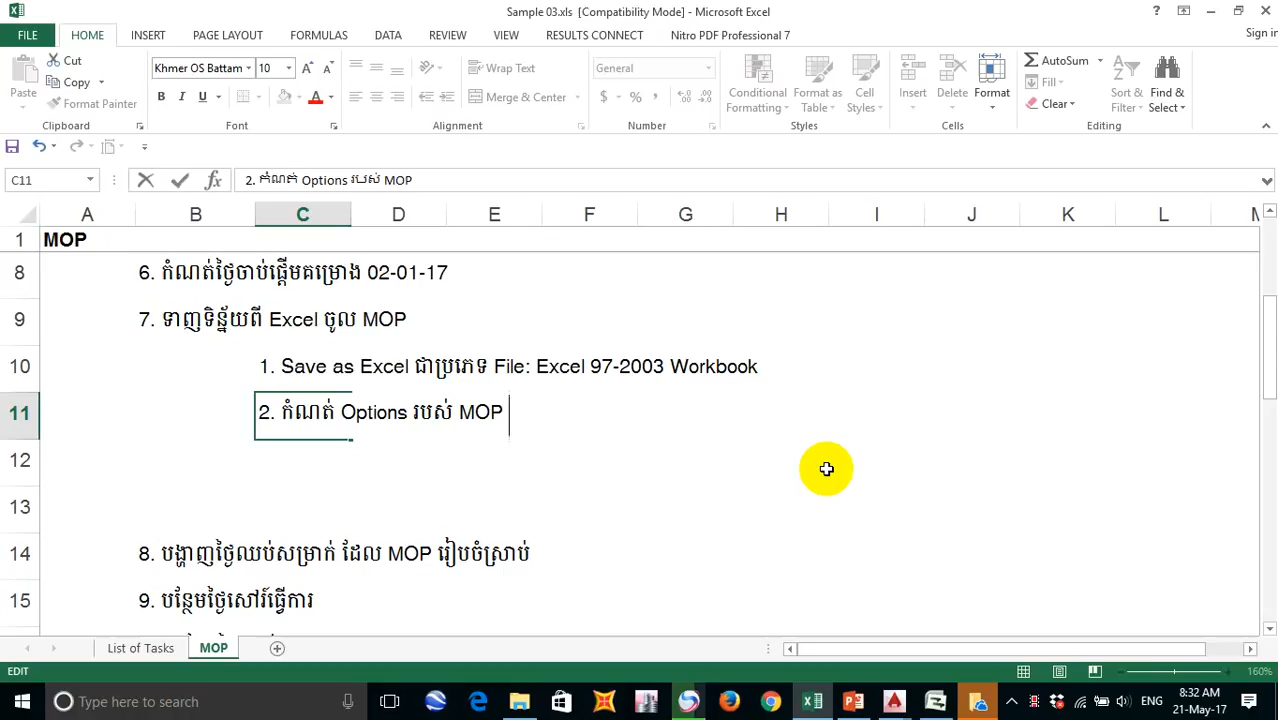 Sample 03.xls [Compatibility Mode] - Microsoft Excel
FILE HOME INSERT PAGE LAYOUT FORMULAS DATA REVIEW VIEW RESULTS CONNECT Nitro PDF Professional 7 Sign in
Paste Cut Copy Format Painter Clipboard
Khmer OS Battam 10 B I U A Font
Wrap Text Merge & Center Alignment
General $ % , Number
Conditional Formatting Format as Table Cell Styles Styles
Insert Delete Format Cells
AutoSum Fill Clear Sort & Filter Find & Select Editing
C11 fx 2. កំណត់ Options របស់ MOP
A B C D E F G H I J K L M
1 MOP
8 6. កំណត់ថ្ងៃចាប់ផ្តើមគម្រោង 02-01-17
9 7. ទាញទិន្ន័យពី Excel ចូល MOP
10 1. Save as Excel ជាប្រភេទ File: Excel 97-2003 Workbook
11 2. កំណត់ Options របស់ MOP
12
13
14 8. បង្ហាញថ្ងៃឈប់សម្រាក់ ដែល MOP រៀបចំស្រាប់
15 9. បន្ថែមថ្ងៃសៅរ៍ធ្វើការ
List of Tasks MOP
EDIT 160%
Type here to search ENG 8:32 AM
21-May-17